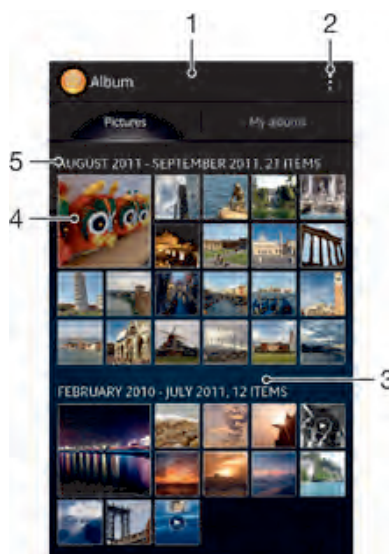 1 2
Album
Pictures My albums
5 AUGUST 2011 - SEPTEMBER 2011, 21 ITEMS
4
3
FEBRUARY 2010 - JULY 2011, 12 ITEMS